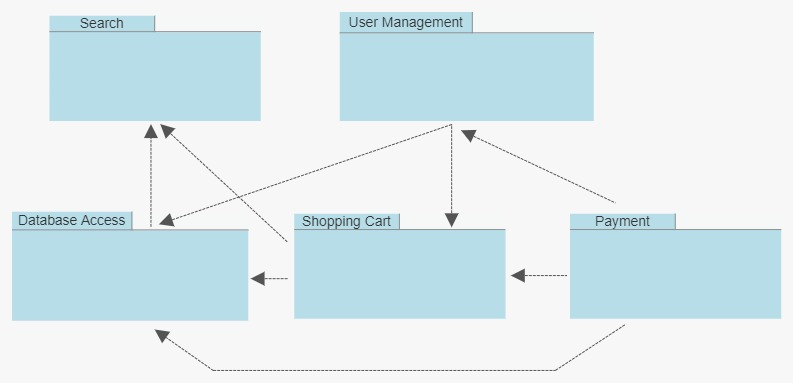 Search
User Management
Database Access
Shopping Cart
Payment